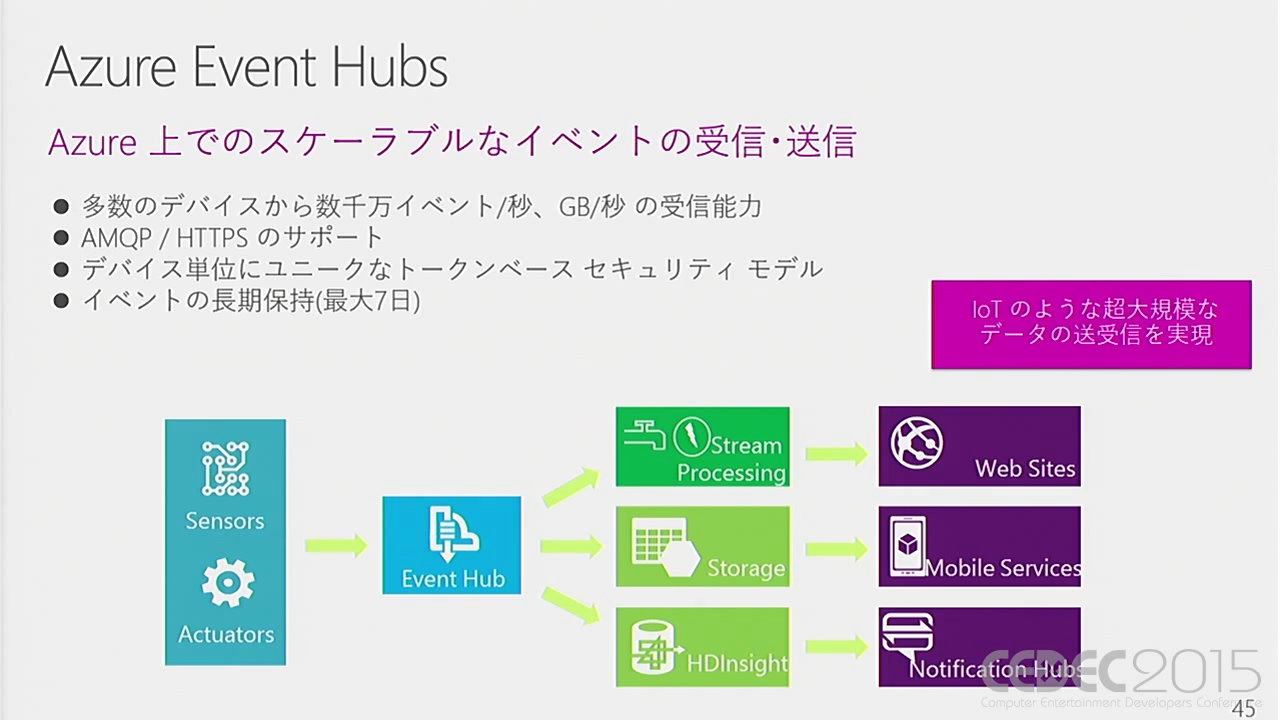 Azure Event Hubs
Azure 上でのスケーラブルなイベントの受信・送信
● 多数のデバイスから数千万イベント/秒、GB/秒 の受信能力
● AMQP / HTTPS のサポート
● デバイス単位にユニークなトークンベース セキュリティ モデル
● イベントの長期保持(最大7日)
IoT のような超大規模な
データの送受信を実現
Sensors
Actuators
Event Hub
Stream
Processing
Storage
HDInsight
Web Sites
Mobile Services
Notification Hubs
CEDEC2015
Computer Entertainment Developers Conference
45